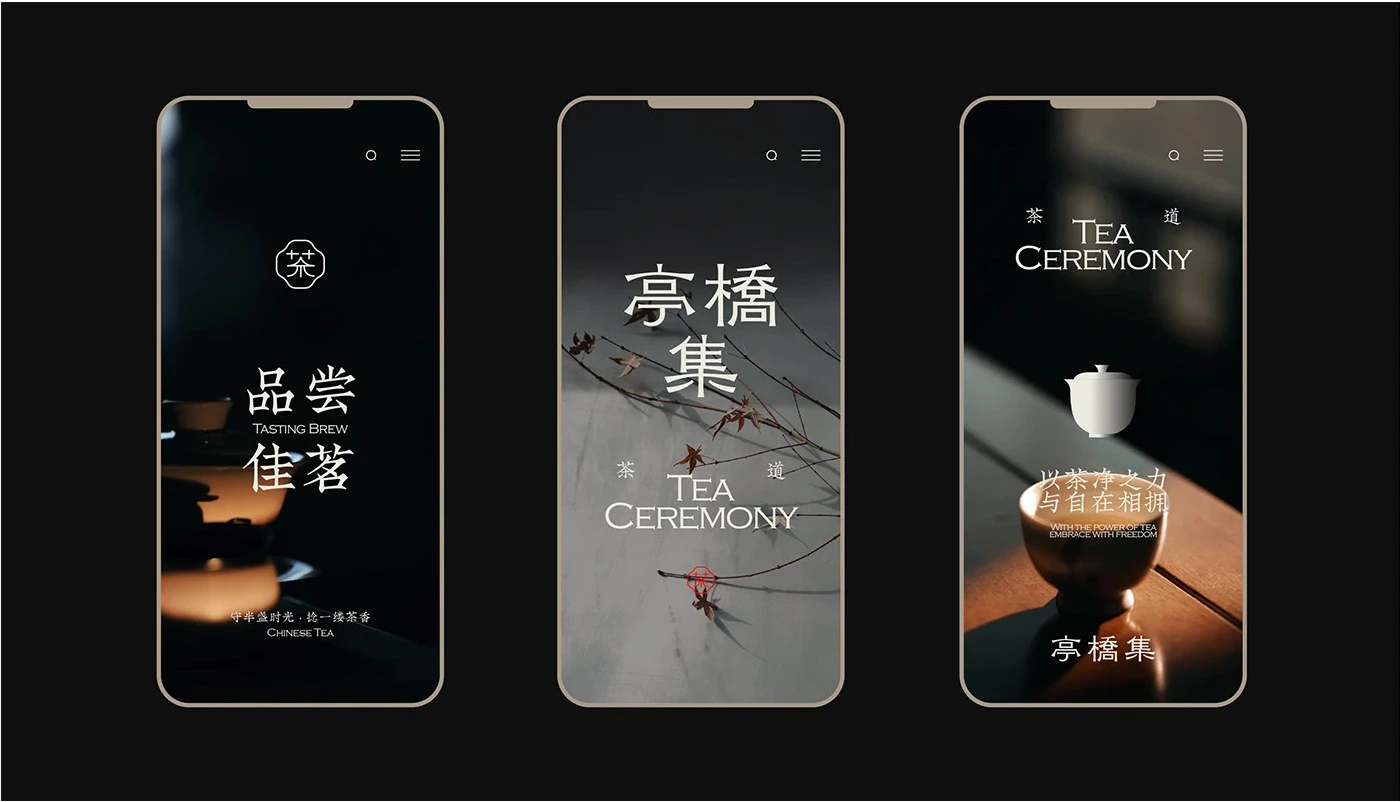 茶
品尝
TASTING BREW
佳茗
守半盏时光 · 捻一缕茶香
CHINESE TEA
亭橋
集
茶 道
TEA
CEREMONY
茶
茶 道
TEA
CEREMONY
以茶净之力
与自在相拥
WITH THE POWER OF TEA
EMBRACE WITH FREEDOM
亭橋集